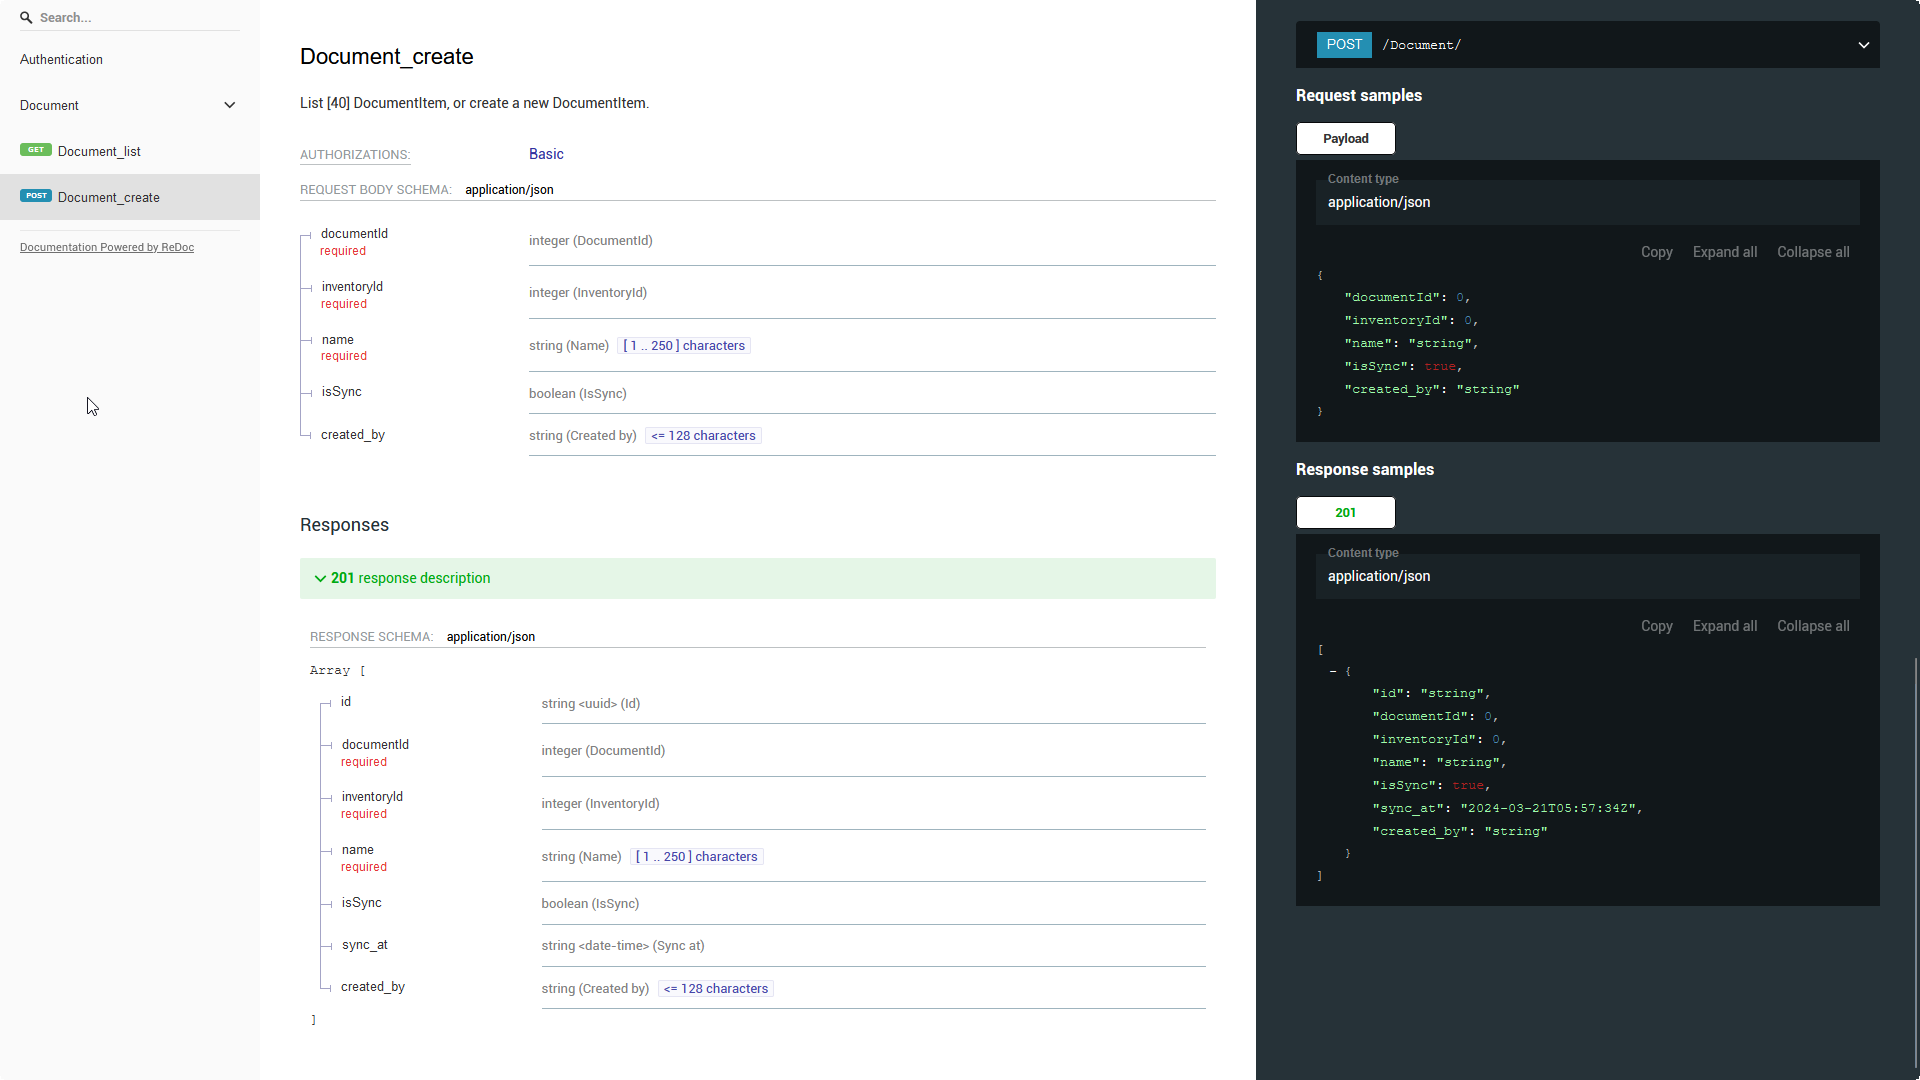 Search...
Authentication
Document
GET Document_list
POST Document_create
Documentation Powered by ReDoc
Document_create
List [40] DocumentItem, or create a new DocumentItem.
AUTHORIZATIONS: Basic
REQUEST BODY SCHEMA: application/json
documentId
required
integer (DocumentId)
inventoryId
required
integer (InventoryId)
name
required
string (Name) [ 1 .. 250 ] characters
isSync
boolean (IsSync)
created_by
string (Created by) <= 128 characters
Responses
201 response description
RESPONSE SCHEMA: application/json
Array [
id
string <uuid> (Id)
documentId
required
integer (DocumentId)
inventoryId
required
integer (InventoryId)
name
required
string (Name) [ 1 .. 250 ] characters
isSync
boolean (IsSync)
sync_at
string <date-time> (Sync at)
created_by
string (Created by) <= 128 characters
]
POST /Document/
Request samples
Payload
Content type
application/json
Copy Expand all Collapse all
{
"documentId": 0,
"inventoryId": 0,
"name": "string",
"isSync": true,
"created_by": "string"
}
Response samples
201
Content type
application/json
Copy Expand all Collapse all
[
- {
"id": "string",
"documentId": 0,
"inventoryId": 0,
"name": "string",
"isSync": true,
"sync_at": "2024-03-21T05:57:34Z",
"created_by": "string"
}
]